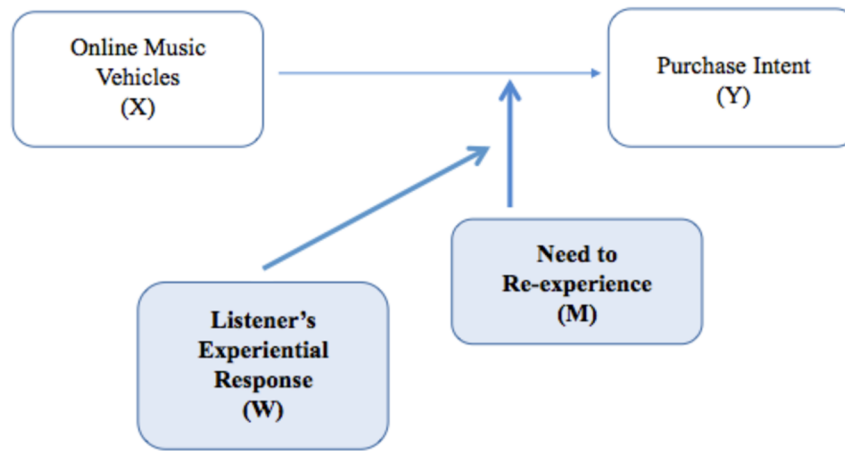 Online Music
Vehicles
(X)
Purchase Intent
(Y)
Need to
Re-experience
(M)
Listener’s
Experiential
Response
(W)